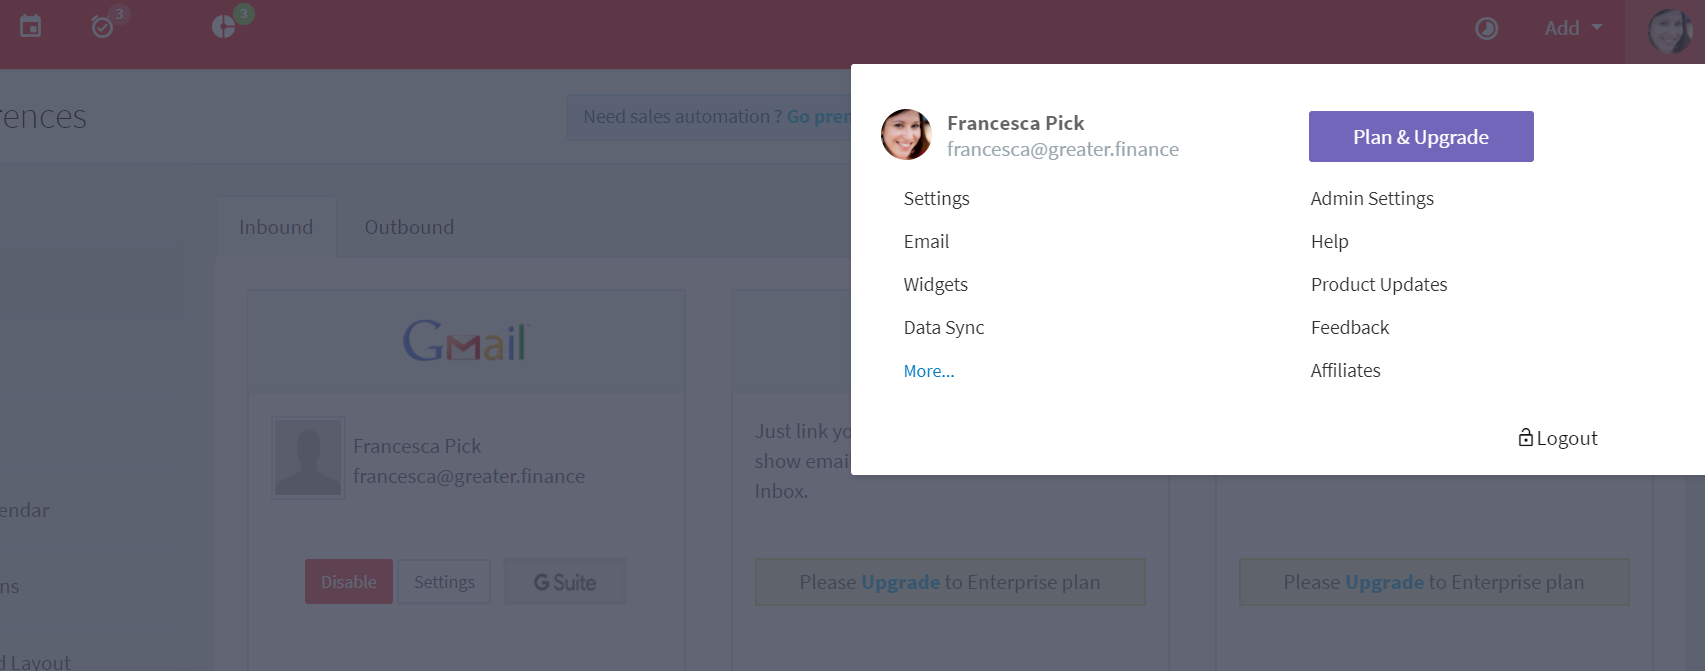 3
3
Add
rences
Need sales automation ? Go prem
Francesca Pick
francesca@greater.finance
Plan & Upgrade
Settings
Admin Settings
Email
Help
Widgets
Product Updates
Data Sync
Feedback
More...
Affiliates
Logout
Inbound
Outbound
Gmail
Francesca Pick
francesca@greater.finance
Disable
Settings
G Suite
Just link yo
show emai
Inbox.
Please Upgrade to Enterprise plan
Please Upgrade to Enterprise plan
endar
ns
d Layout